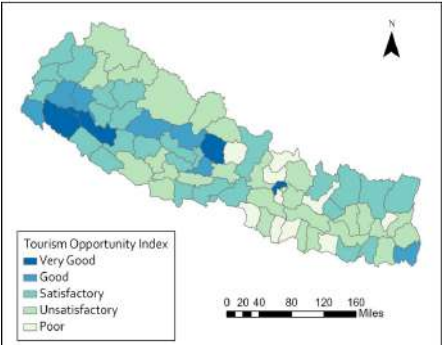 N
Tourism Opportunity Index
Very Good
Good
Satisfactory
Unsatisfactory
Poor
0 20 40 80 120 160
Miles